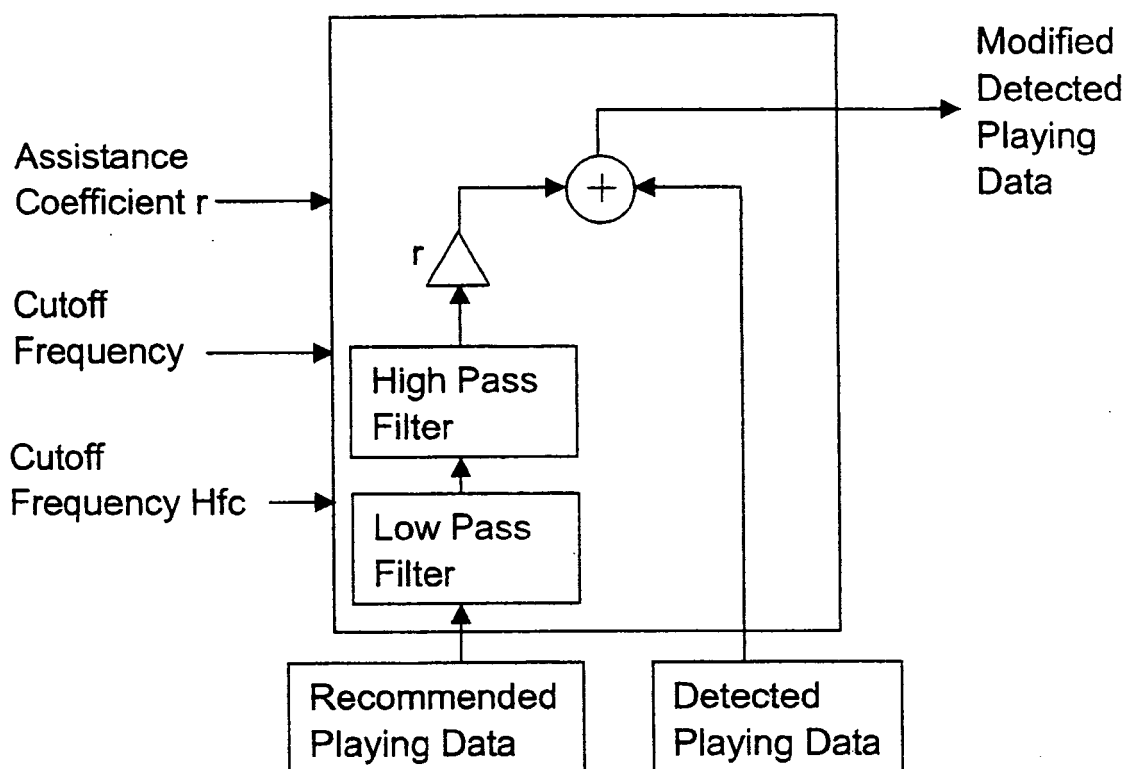 Modified
Detected
Playing
Data
Assistance
Coefficient r
+
r
Cutoff
Frequency
High Pass
Filter
Cutoff
Frequency Hfc
Low Pass
Filter
Recommended
Playing Data
Detected
Playing Data